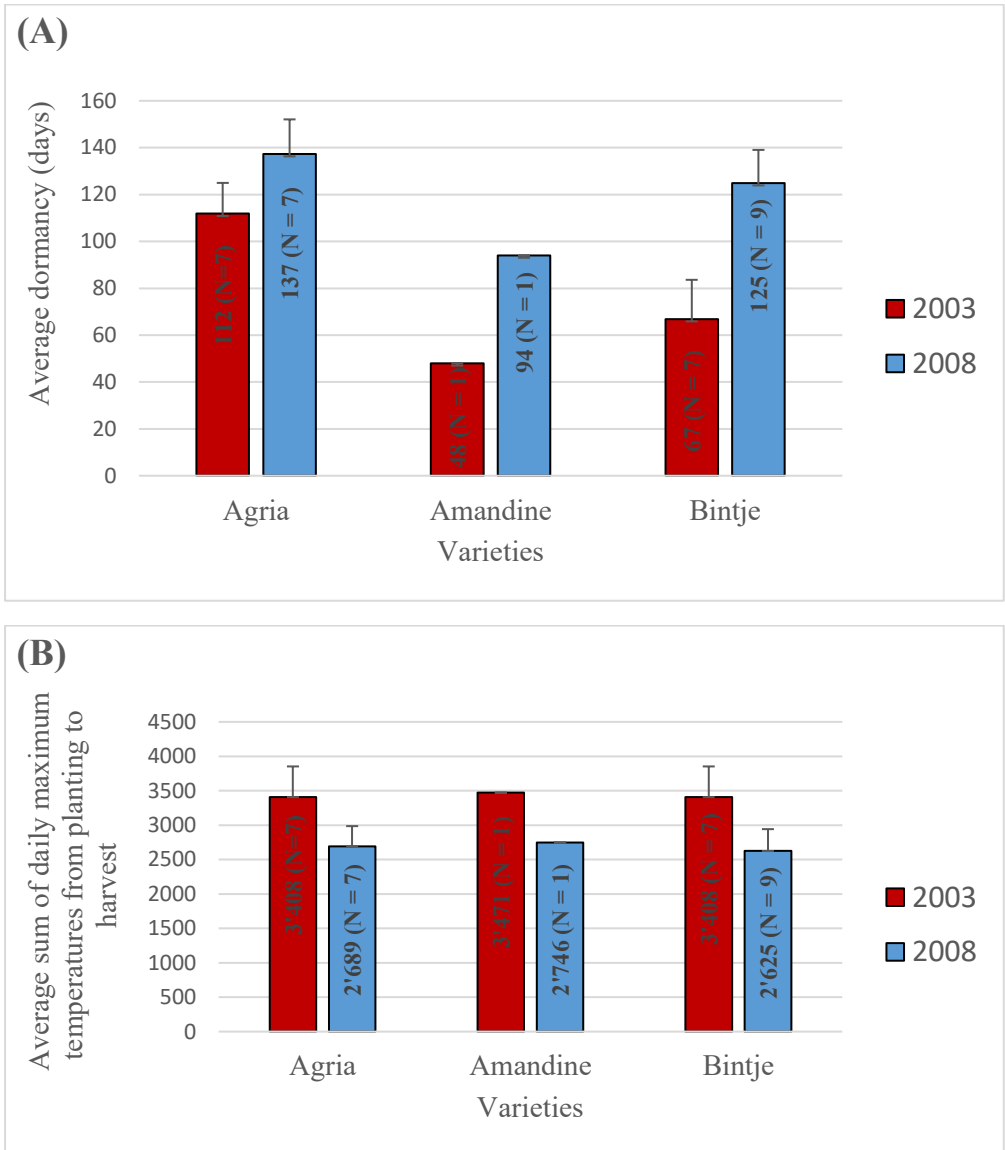 (A)
Average dormancy (days)
160
140
120
100
80
60
40
20
0
112 (N=7)
137 (N = 7)
48 (N = 1)
94 (N = 1)
67 (N = 7)
125 (N = 9)
Agria
Amandine
Bintje
Varieties
2003
2008
(B)
Average sum of daily maximum
temperatures from planting to
harvest
4500
4000
3500
3000
2500
2000
1500
1000
500
0
3'408 (N=7)
2'689 (N = 7)
3'471 (N = 1)
2'746 (N = 1)
3'408 (N = 7)
2'625 (N = 9)
Agria
Amandine
Bintje
Varieties
2003
2008